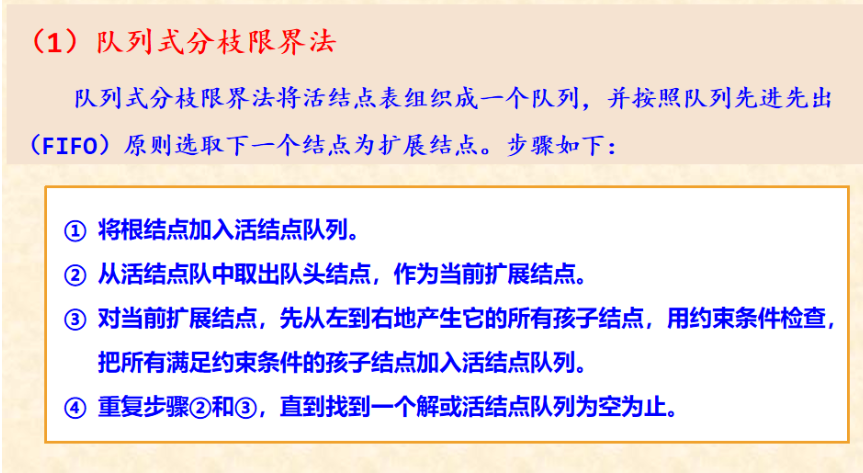 （1）队列式分枝限界法
队列式分枝限界法将活结点表组织成一个队列，并按照队列先进先出
（FIFO）原则选取下一个结点为扩展结点。步骤如下：
① 将根结点加入活结点队列。
② 从活结点队中取出队头结点，作为当前扩展结点。
③ 对当前扩展结点，先从左到右地产生它的所有孩子结点，用约束条件检查，
把所有满足约束条件的孩子结点加入活结点队列。
④ 重复步骤②和③，直到找到一个解或活结点队列为空为止。